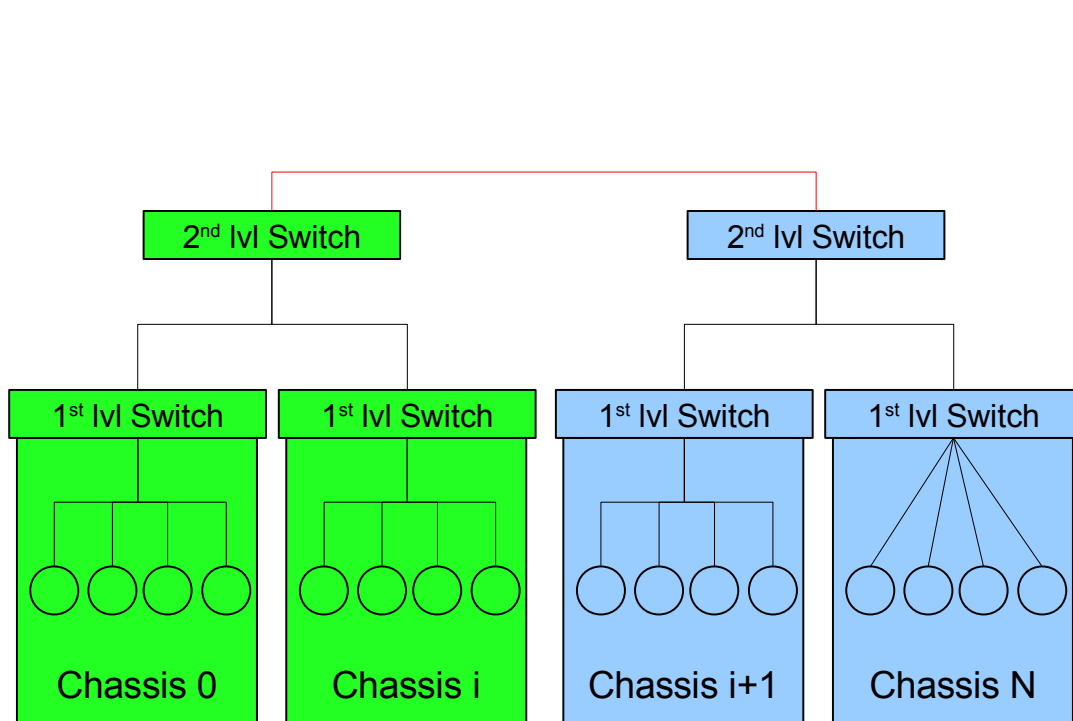 2nd lvl Switch
2nd lvl Switch
1st lvl Switch
1st lvl Switch
1st lvl Switch
1st lvl Switch
Chassis 0
Chassis i
Chassis i+1
Chassis N